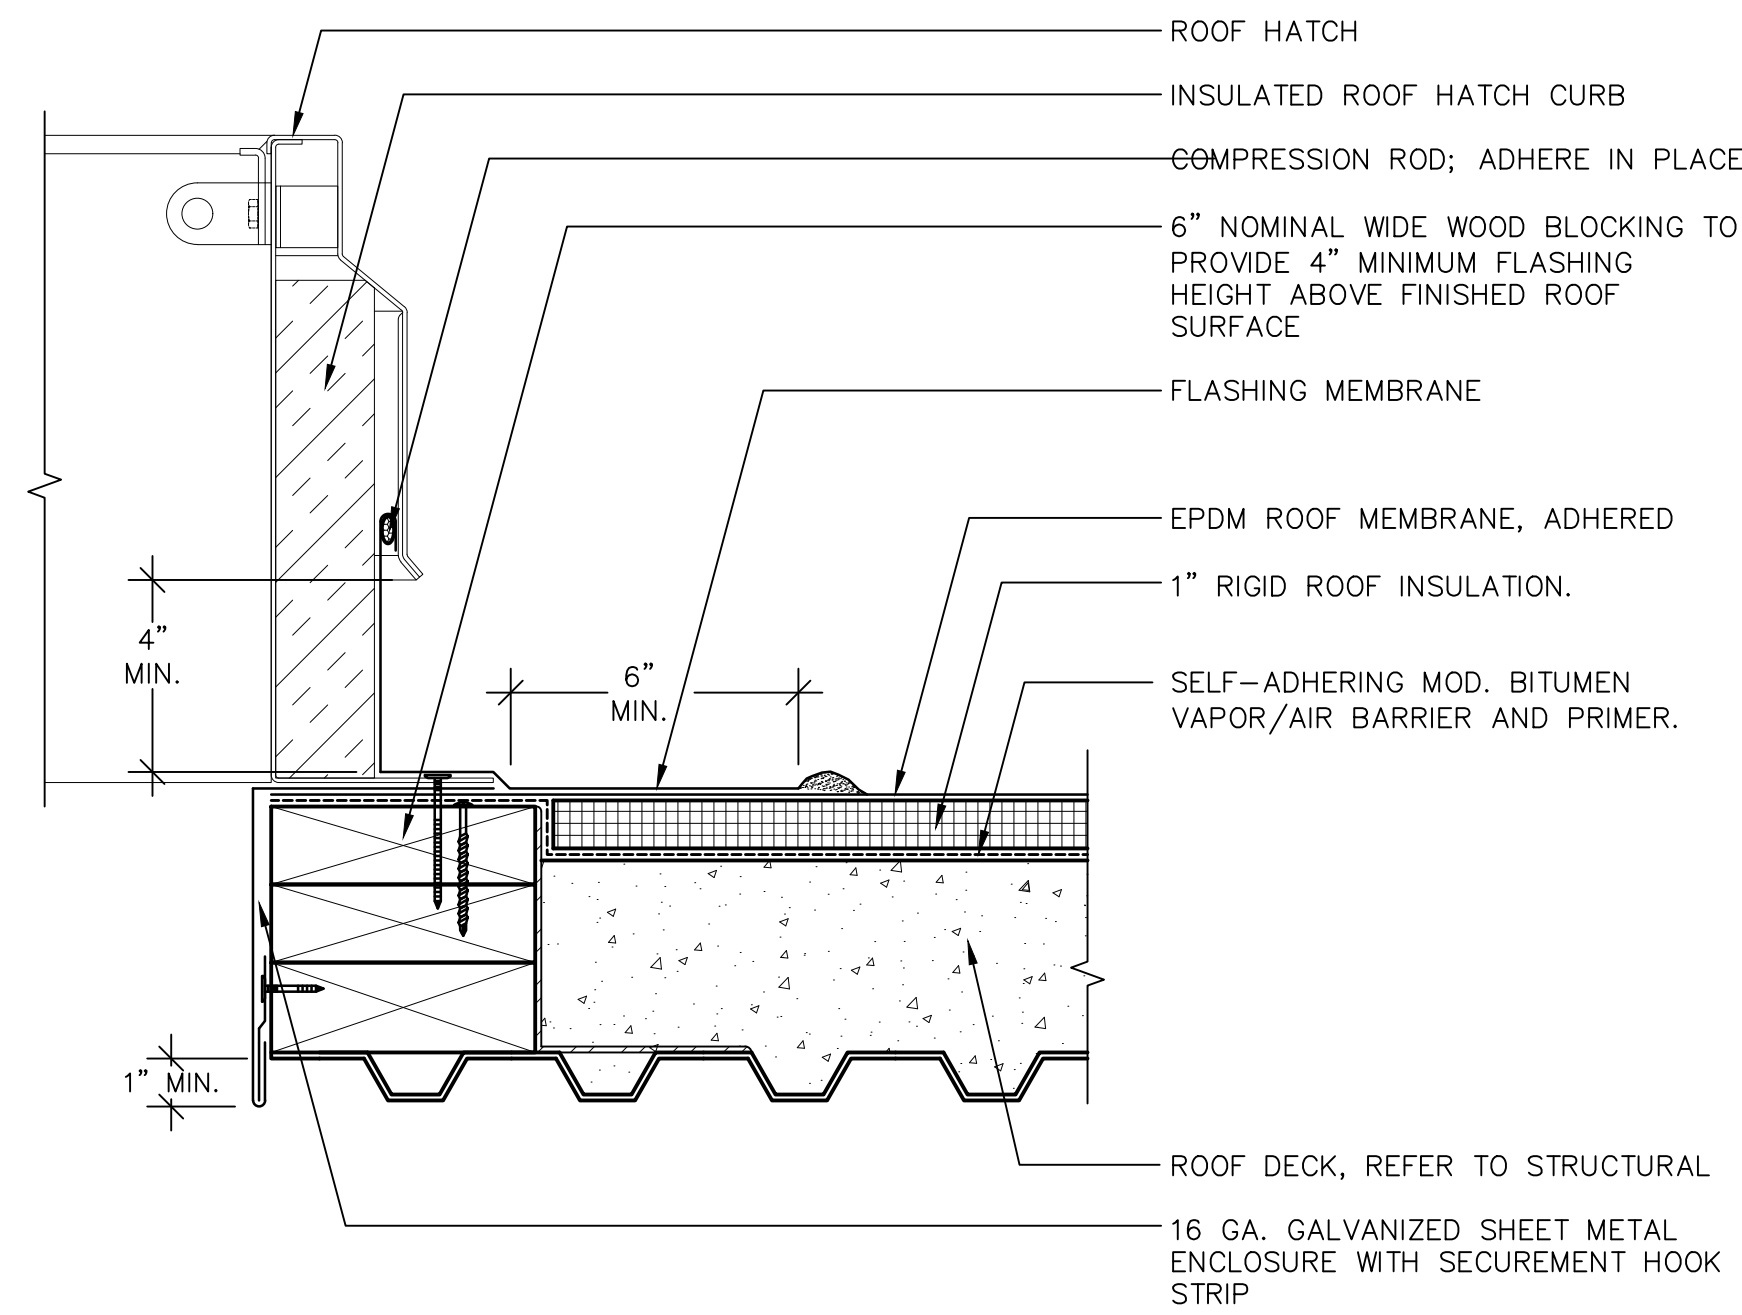 ROOF HATCH
INSULATED ROOF HATCH CURB
COMPRESSION ROD; ADHERE IN PLACE
6” NOMINAL WIDE WOOD BLOCKING TO
PROVIDE 4” MINIMUM FLASHING
HEIGHT ABOVE FINISHED ROOF
SURFACE
FLASHING MEMBRANE
EPDM ROOF MEMBRANE, ADHERED
1” RIGID ROOF INSULATION.
4”
MIN.
6”
MIN.
SELF–ADHERING MOD. BITUMEN
VAPOR/AIR BARRIER AND PRIMER.
1” MIN.
ROOF DECK, REFER TO STRUCTURAL
16 GA. GALVANIZED SHEET METAL
ENCLOSURE WITH SECUREMENT HOOK
STRIP